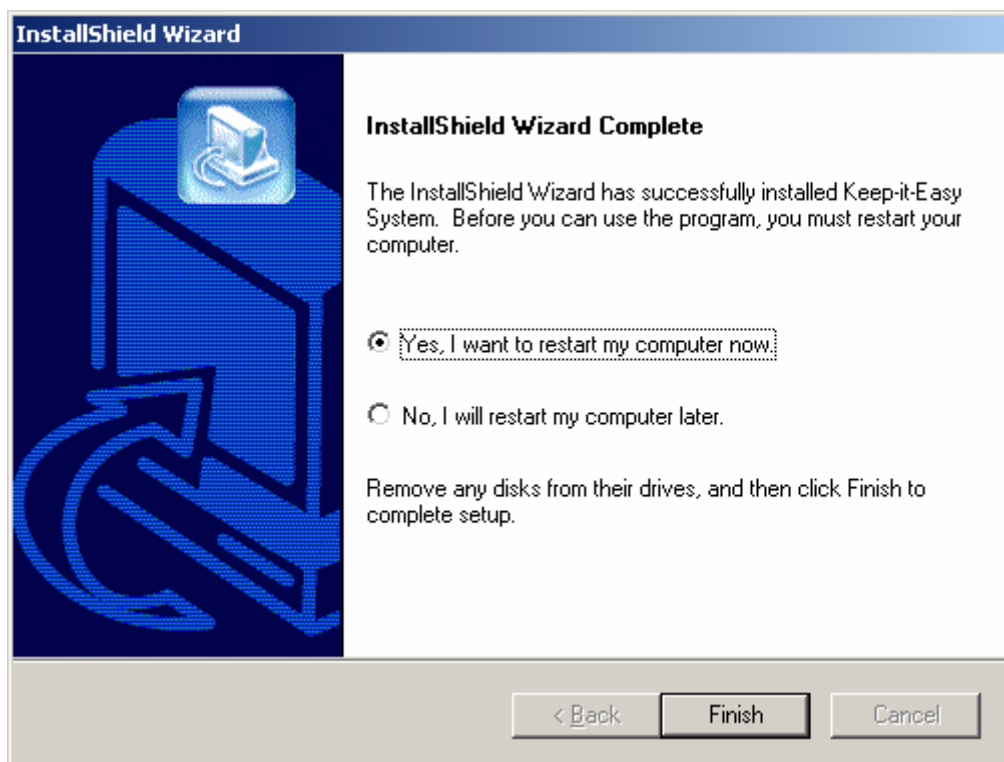 InstallShield Wizard
InstallShield Wizard Complete
The InstallShield Wizard has successfully installed Keep-it-Easy
System.  Before you can use the program, you must restart your
computer.
Yes, I want to restart my computer now.
No, I will restart my computer later.
Remove any disks from their drives, and then click Finish to
complete setup.
< Back
Finish
Cancel